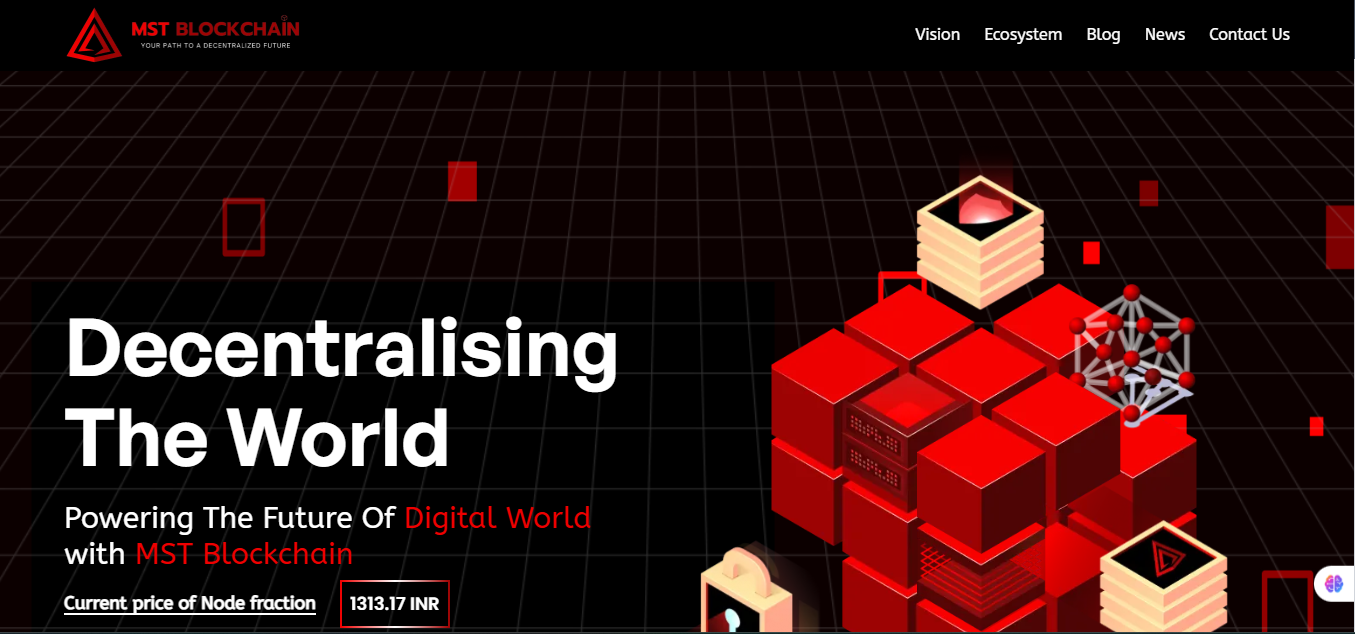 MST BLOCKCHAIN
YOUR PATH TO A DECENTRALIZED FUTURE
Vision Ecosystem Blog News Contact Us
Decentralising
The World
Powering The Future Of Digital World
with MST Blockchain
Current price of Node fraction 1313.17 INR